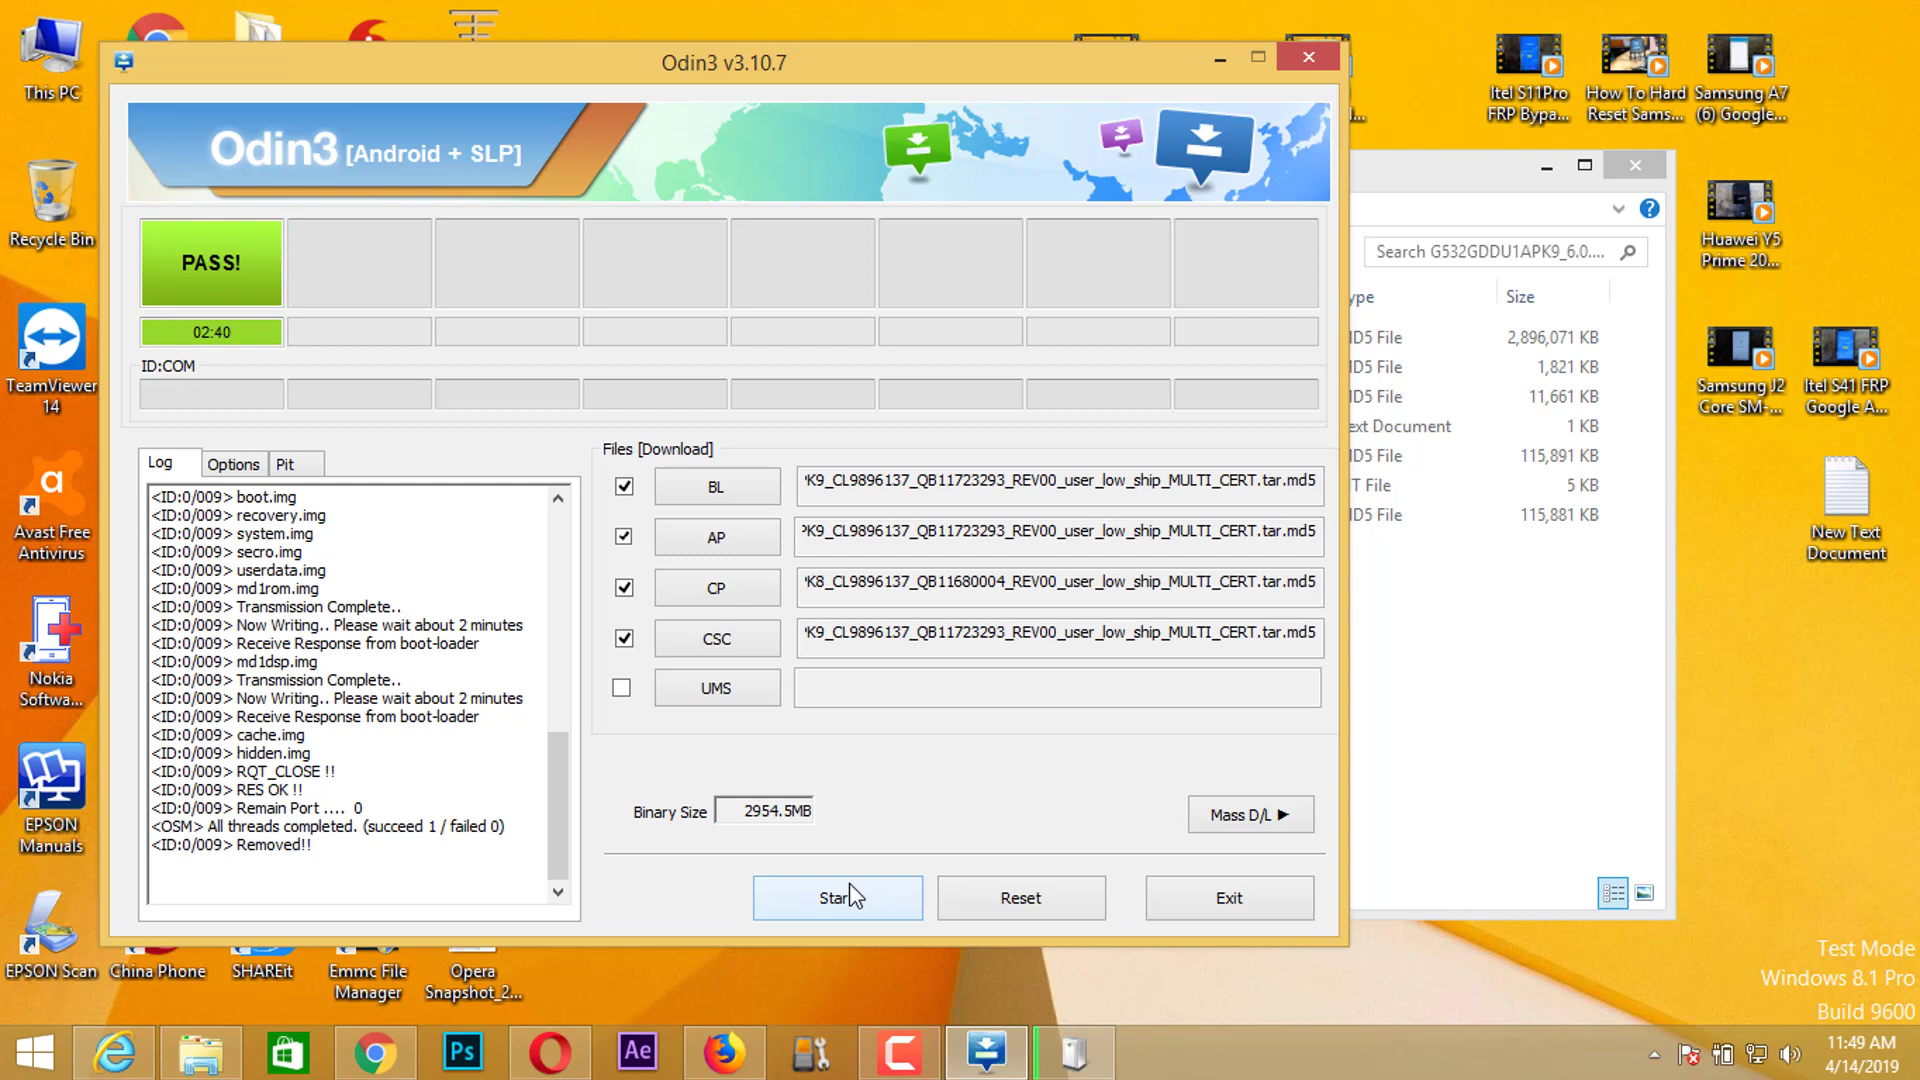 This PC
Recycle Bin
TeamViewer
14
Avast Free
Antivirus
Nokia
Softwa...
EPSON
Manuals
EPSON Scan
China Phone
SHAREit
Emmc File
Manager
Opera
Snapshot_2...
Odin3 v3.10.7
Odin3 [Android + SLP]
PASS!
02:40
ID:COM
Log
Options
Pit
<ID:0/009> boot.img
<ID:0/009> recovery.img
<ID:0/009> system.img
<ID:0/009> secro.img
<ID:0/009> userdata.img
<ID:0/009> md1rom.img
<ID:0/009> Transmission Complete..
<ID:0/009> Now Writing.. Please wait about 2 minutes
<ID:0/009> Receive Response from boot-loader
<ID:0/009> md1dsp.img
<ID:0/009> Transmission Complete..
<ID:0/009> Now Writing.. Please wait about 2 minutes
<ID:0/009> Receive Response from boot-loader
<ID:0/009> cache.img
<ID:0/009> hidden.img
<ID:0/009> RQT_CLOSE !!
<ID:0/009> RES OK !!
<ID:0/009> Remain Port .... 0
<OSM> All threads completed. (succeed 1 / failed 0)
<ID:0/009> Removed!!
Files [Download]
BL
K9_CL9896137_QB11723293_REV00_user_low_ship_MULTI_CERT.tar.md5
AP
K9_CL9896137_QB11723293_REV00_user_low_ship_MULTI_CERT.tar.md5
CP
K8_CL9896137_QB11680004_REV00_user_low_ship_MULTI_CERT.tar.md5
CSC
K9_CL9896137_QB11723293_REV00_user_low_ship_MULTI_CERT.tar.md5
UMS
Binary Size 2954.5MB
Mass D/L ►
Star
Reset
Exit
Search G532GDDU1APK9_6.0....
ype
Size
ID5 File 2,896,071 KB
ID5 File 1,821 KB
ID5 File 11,661 KB
ext Document 1 KB
ID5 File 115,891 KB
T File 5 KB
ID5 File 115,881 KB
Itel S11Pro
FRP Bypa...
How To Hard
Reset Sams...
Samsung A7
(6) Google...
Huawei Y5
Prime 20...
Samsung J2
Core SM-...
Itel S41 FRP
Google A...
New Text
Document
Test Mode
Windows 8.1 Pro
Build 9600
Ps
Ae
11:49 AM
4/14/2019